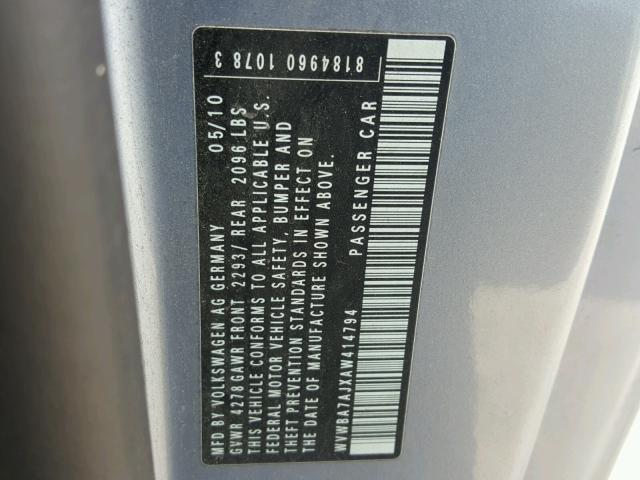 MFD BY VOLKSWAGEN AG GERMANY 05/10
GVWR 4278 GAWR FRONT 2293/ REAR 2096 LBS
THIS VEHICLE CONFORMS TO ALL APPLICABLE U.S.
FEDERAL MOTOR VEHICLE SAFETY, BUMPER AND
THEFT PREVENTION STANDARDS IN EFFECT ON
THE DATE OF MANUFACTURE SHOWN ABOVE.
WVWBA7AJXAW414794 PASSENGER CAR
8184960 1078 3